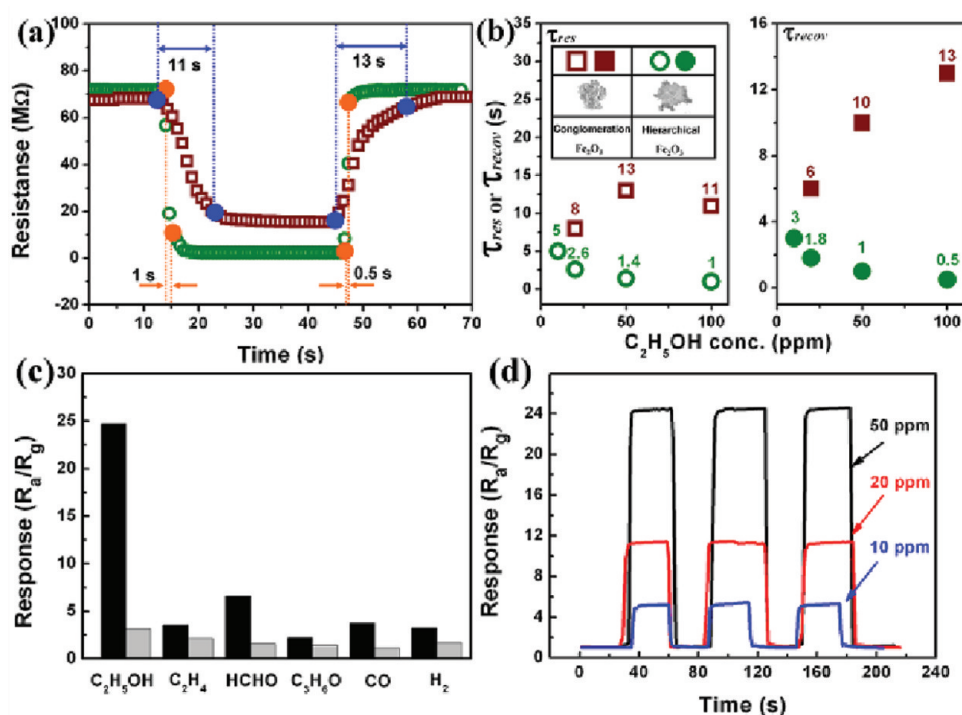 (a)
100
80
60
40
20
0
-20
Resistanse (MΩ)
11 s
13 s
1 s
0.5 s
0 10 20 30 40 50 60 70
Time (s)
(b)
35
30
25
20
15
10
5
0
τres or τrecov (s)
τres
Conglomeration Hierarchical
Fe2O3 Fe2O3
8
13
11
5
2.6
1.4
1
0 50 100
16
12
8
4
0
τrecov
6
10
13
3
1.8
1
0.5
0 50 100
C2H5OH conc. (ppm)
(c)
30
25
20
15
10
5
0
Response (Ra/Rg)
C2H5OH C2H4 HCHO C3H6O CO H2
(d)
24
20
16
12
8
4
0
Response (Ra/Rg)
50 ppm
20 ppm
10 ppm
0 40 80 120 160 200 240
Time (s)